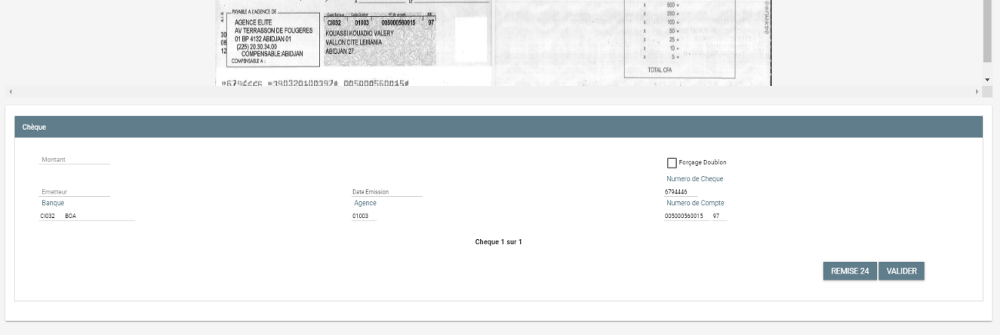 PAYABLE A L'AGENCE DE
AGENCE ELITE
AV TERRASSON DE FOUGERES
01 BP 4132 ABIDJAN 01
(225) 20.30.34.00
COMPENSABLE:ABIDJAN
COMPENSABLE A :
30
08
12
Code Banque Code Guichet N° de compte RIB
CI032 01003 005000560015 97
KOUASSI KOUADIO VALERY
VALLON CITE LEMANIA
ABIDJAN 27
x 500 =
x 250 =
x 100 =
x 50 =
x 25 =
x 10 =
x 5 =
TOTAL CFA
Chèque
Montant
Forçage Doublon
Numero de Cheque
Emetteur Date Emission 6794446
Banque Agence Numero de Compte
CI032 BOA 01003 005000560015 97
Cheque 1 sur 1
REMISE 24 VALIDER